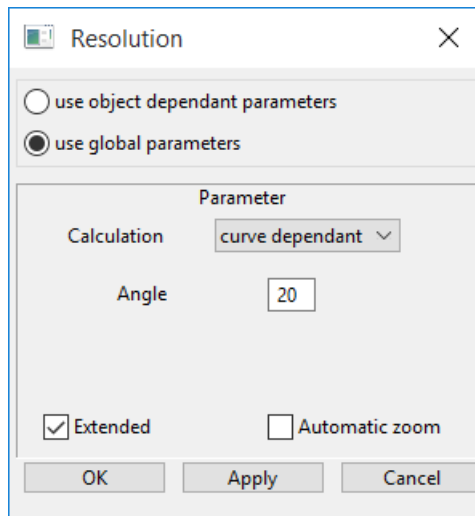 Resolution
use object dependant parameters
use global parameters
Parameter
Calculation curve dependant
Angle 20
Extended Automatic zoom
OK Apply Cancel